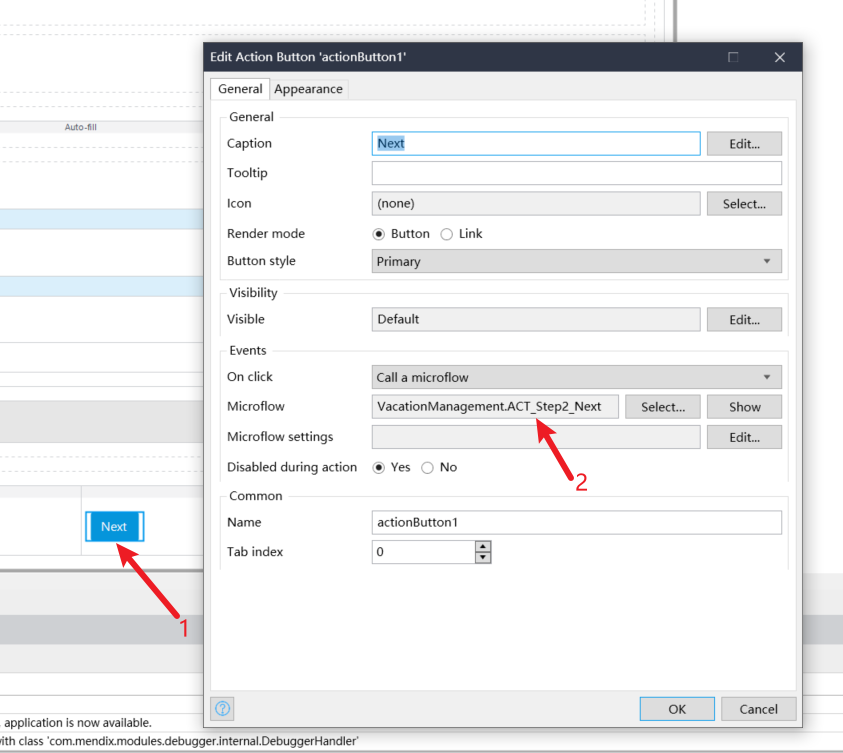 Edit Action Button 'actionButton1'
General Appearance
General
Auto-fill
Caption Next Edit...
Tooltip
Icon (none) Select...
Render mode Button Link
Button style Primary
Visibility
Visible Default Edit...
Events
On click Call a microflow
Microflow VacationManagement.ACT_Step2_Next Select... Show
Microflow settings Edit...
Disabled during action Yes No
2
Common
Name actionButton1
Next
Tab index 0
1
? OK Cancel
application is now available.
with class 'com.mendix.modules.debugger.internal.DebuggerHandler'